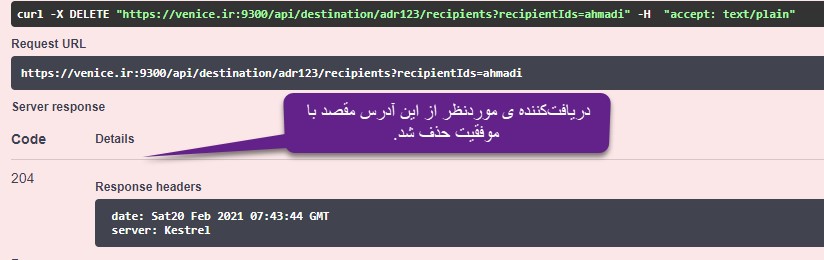 curl -X DELETE "https://venice.ir:9300/api/destination/adr123/recipients?recipientIds=ahmadi" -H  "accept: text/plain"
Request URL
https://venice.ir:9300/api/destination/adr123/recipients?recipientIds=ahmadi
Server response
دریافت‌کننده ی موردنظر از این آدرس مقصد با
موفقیت حذف شد.
Code Details
204
Response headers
date: Sat20 Feb 2021 07:43:44 GMT
server: Kestrel